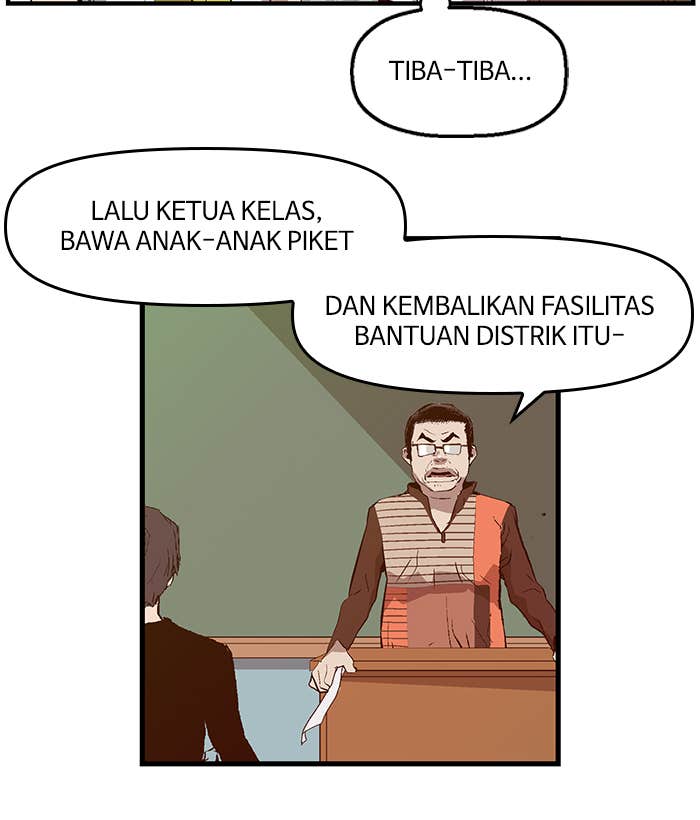 TIBA-TIBA...
LALU KETUA KELAS,
BAWA ANAK-ANAK PIKET
DAN KEMBALIKAN FASILITAS
BANTUAN DISTRIK ITU-